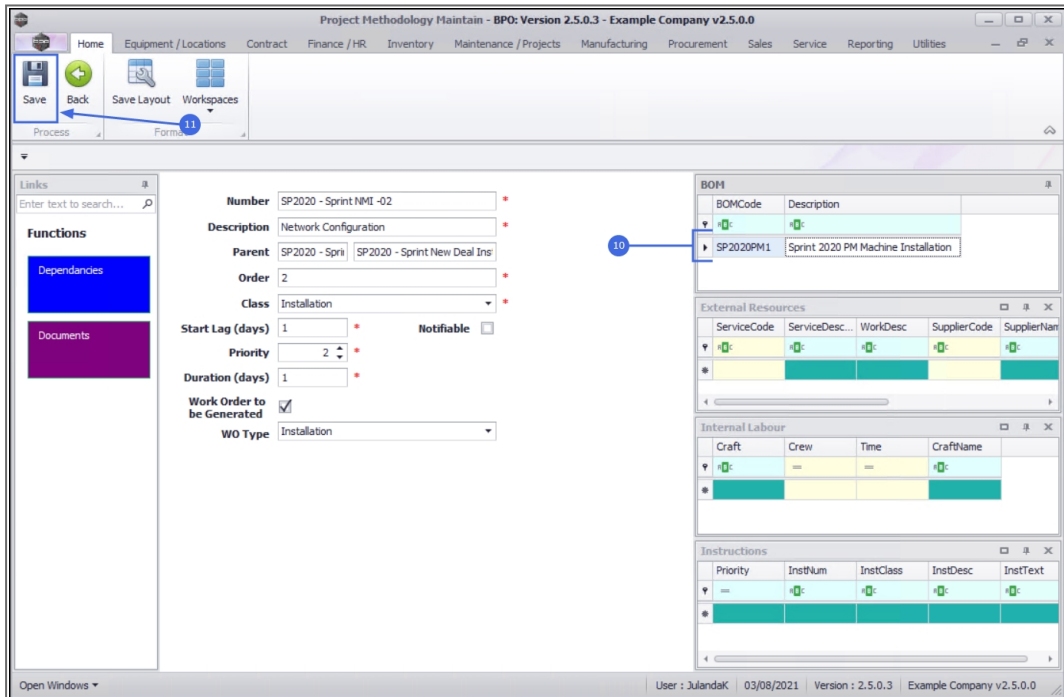 Project Methodology Maintain - BPO: Version 2.5.0.3 - Example Company v2.5.0.0
Home Equipment / Locations Contract Finance / HR Inventory Maintenance / Projects Manufacturing Procurement Sales Service Reporting Utilities
Save Back Save Layout Workspaces
11
Process
Links
Enter text to search...
Functions
Dependancies
Documents
Number SP2020 - Sprint NMI -02 *
Description Network Configuration *
Parent SP2020 - Spri SP2020 - Sprint New Deal Ins
Order 2 *
Class Installation *
Start Lag (days) 1 * Notifiable
Priority 2 *
Duration (days) 1 *
Work Order to
be Generated
WO Type Installation
10
BOM
BOMCode Description
SP2020PM1 Sprint 2020 PM Machine Installation
External Resources
ServiceCode ServiceDesc... WorkDesc SupplierCode SupplierNam
Internal Labour
Craft Crew Time CraftName
= =
Instructions
Priority InstNum InstClass InstDesc InstText
=
Open Windows User : JulandaK 03/08/2021 Version : 2.5.0.3 Example Company v2.5.0.0